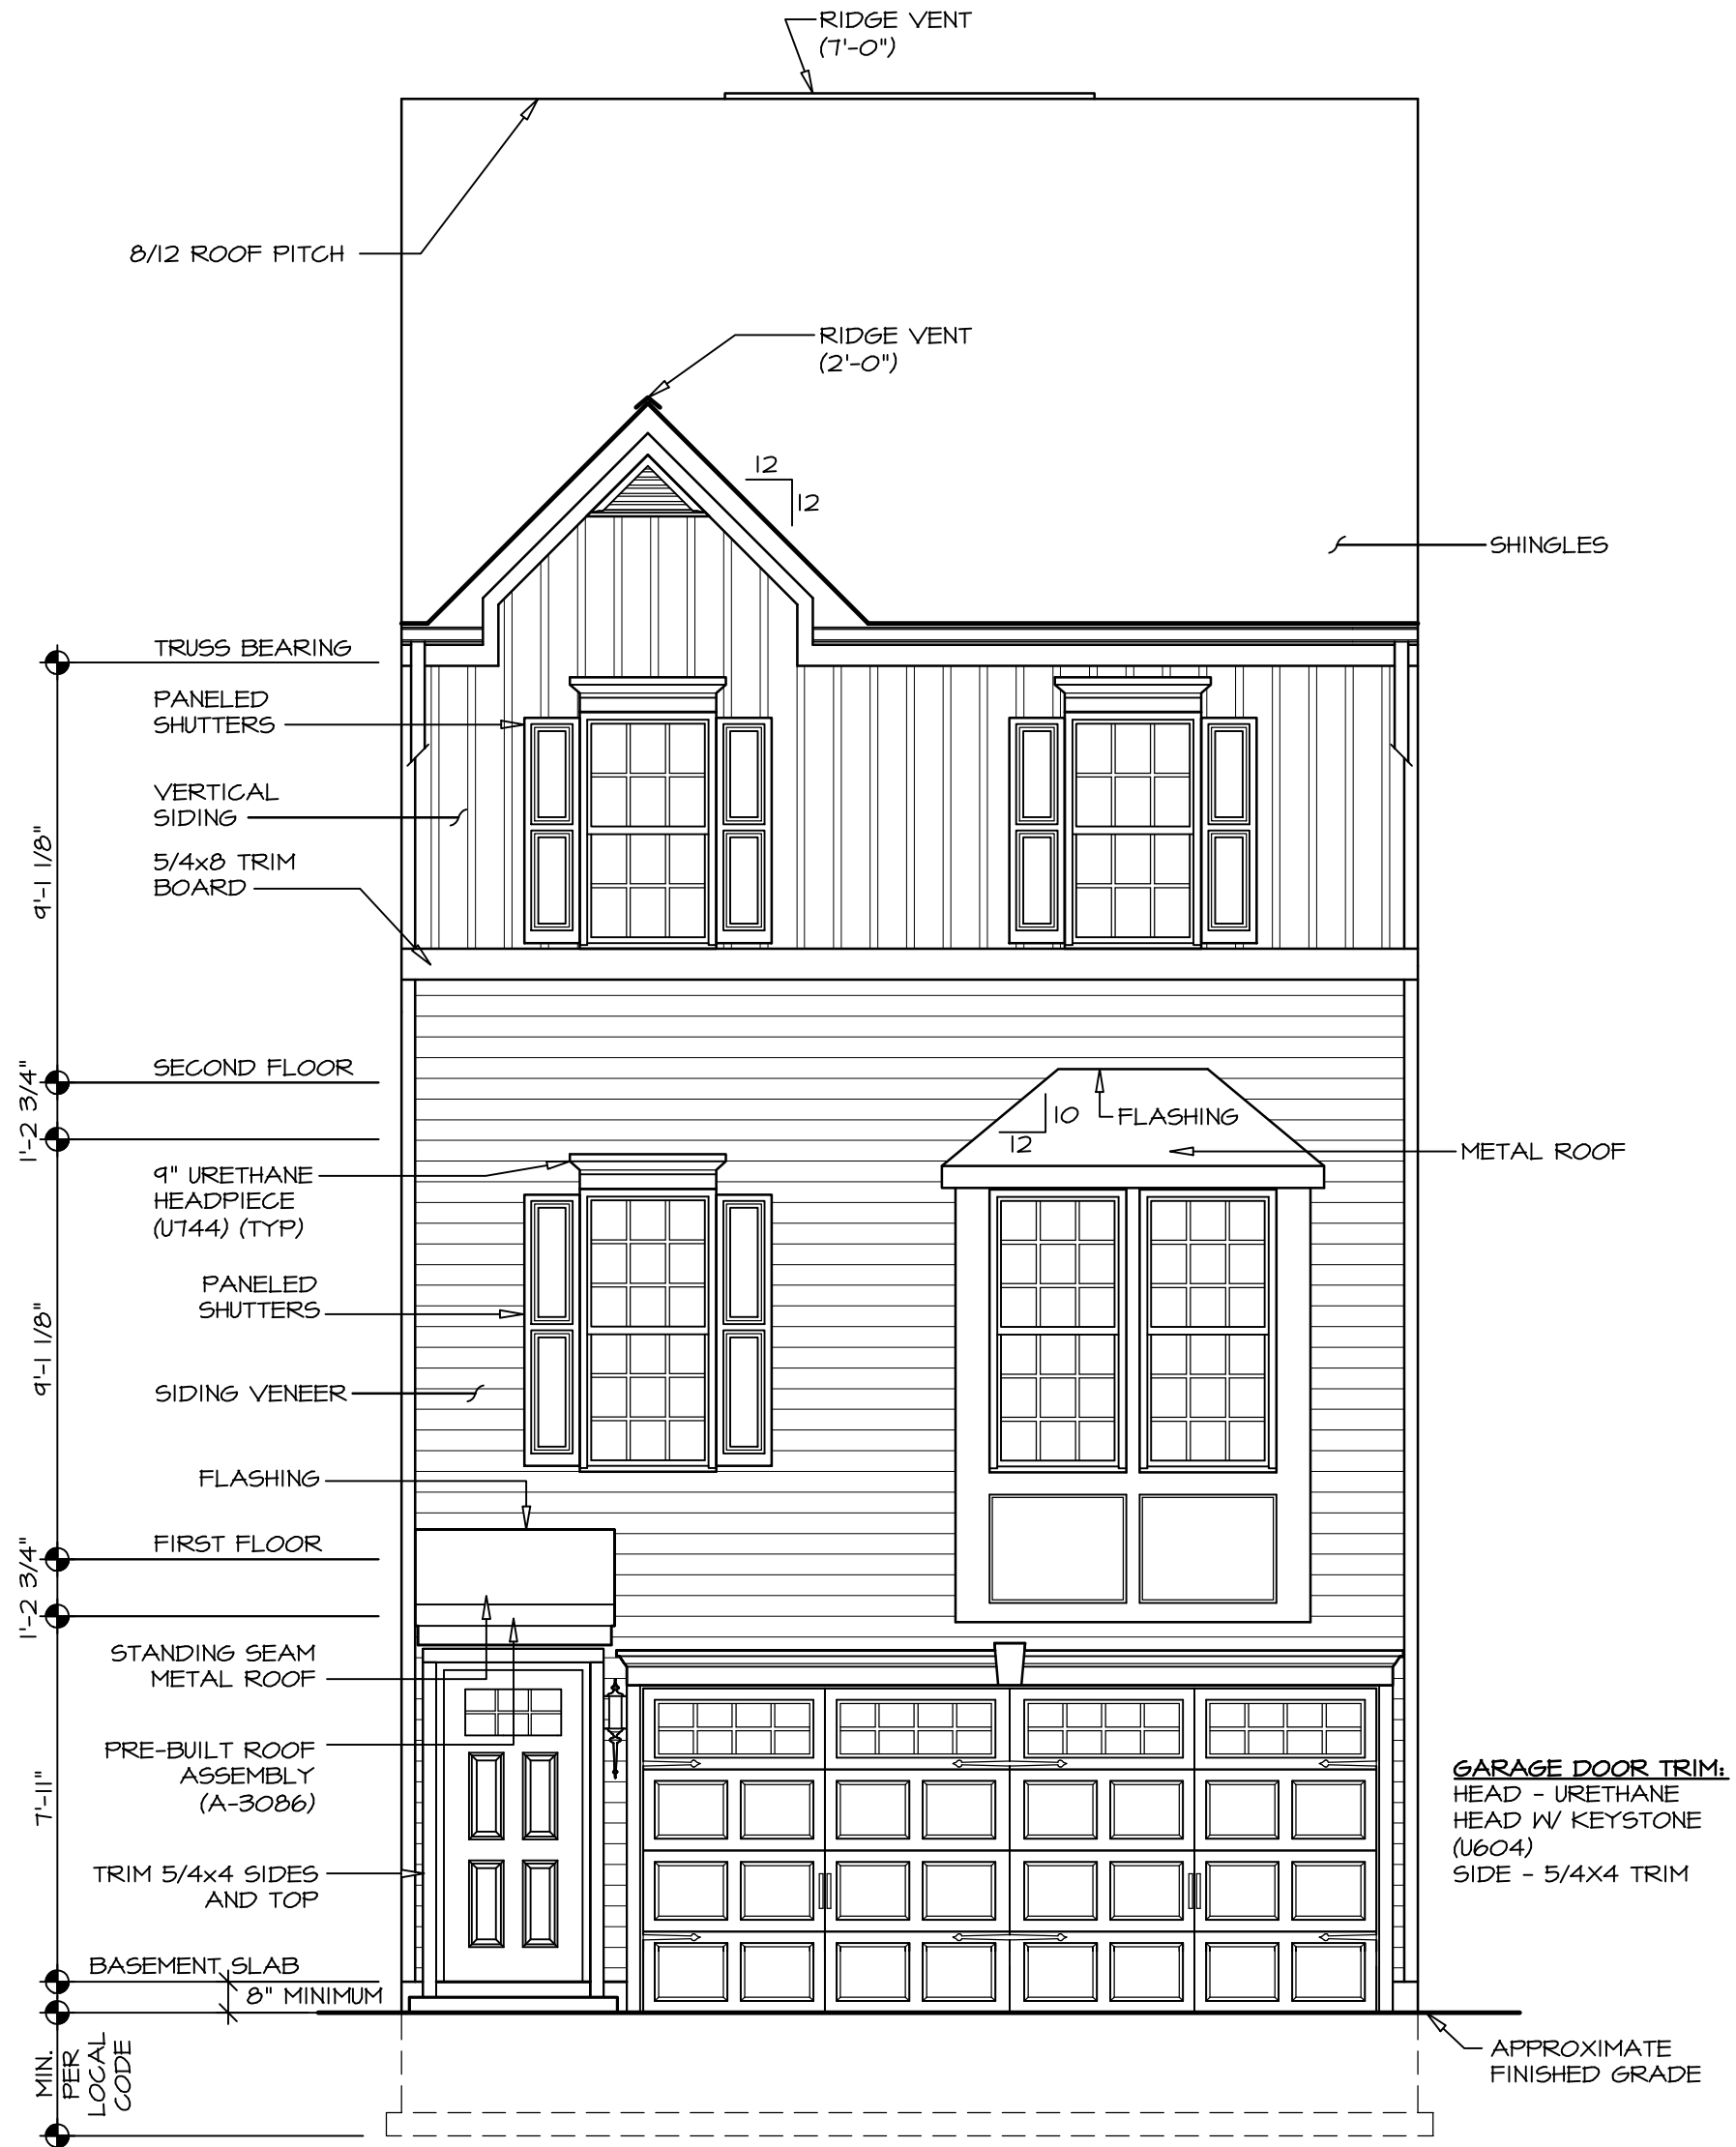 RIDGE VENT
(7'-0")
8/12 ROOF PITCH
RIDGE VENT
(2'-0")
12
12
SHINGLES
TRUSS BEARING
PANELED
SHUTTERS
VERTICAL
SIDING
9'-1 1/8"
5/4x8 TRIM
BOARD
SECOND FLOOR
1'-2 3/4"
10
12
FLASHING
METAL ROOF
9" URETHANE
HEADPIECE
(U744) (TYP)
PANELED
SHUTTERS
9'-1 1/8"
SIDING VENEER
FLASHING
FIRST FLOOR
1'-2 3/4"
STANDING SEAM
METAL ROOF
PRE-BUILT ROOF
ASSEMBLY
(A-3086)
7'-11"
GARAGE DOOR TRIM:
HEAD - URETHANE
HEAD W/ KEYSTONE
(U604)
SIDE - 5/4X4 TRIM
TRIM 5/4x4 SIDES
AND TOP
BASEMENT SLAB
8" MINIMUM
MIN.
PER
LOCAL
CODE
APPROXIMATE
FINISHED GRADE